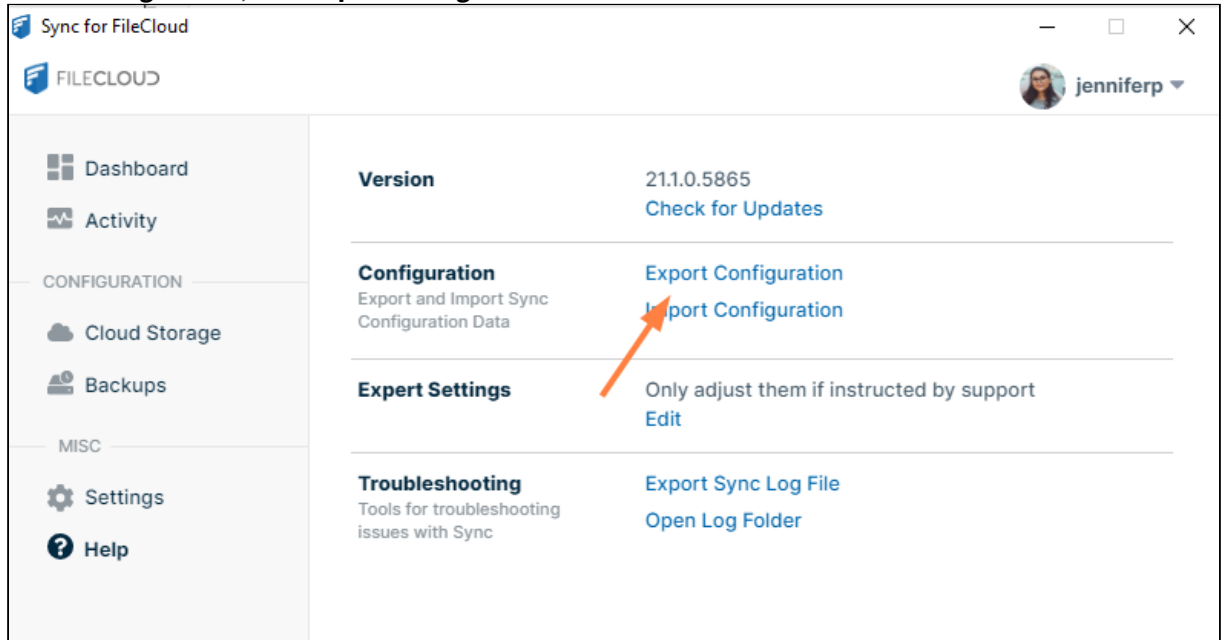 Sync for FileCloud
FILECLOUD
jenniferp
Dashboard
Activity
CONFIGURATION
Cloud Storage
Backups
MISC
Settings
Help
Version
21.1.0.5865
Check for Updates
Configuration
Export and Import Sync
Configuration Data
Export Configuration
Import Configuration
Expert Settings
Only adjust them if instructed by support
Edit
Troubleshooting
Tools for troubleshooting
issues with Sync
Export Sync Log File
Open Log Folder